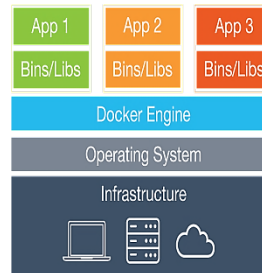 App 1 App 2 App 3
Bins/Libs Bins/Libs Bins/Libs
Docker Engine
Operating System
Infrastructure